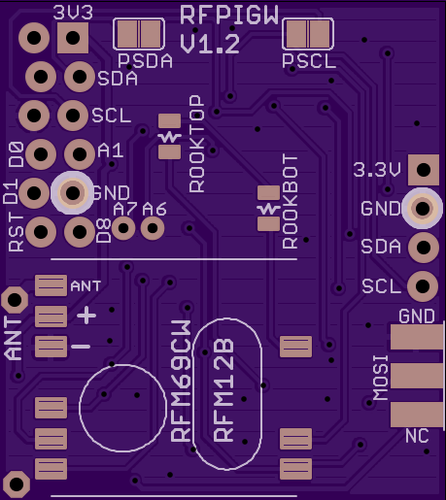 3V3
RFPIGW
V1.2
PSDA
PSCL
SDA
SCL
ROOKTOP
D0
A1
ROOKBOT
3.3V
D1
GND
A7
A6
GND
RST
D8
SDA
SCL
ANT
+
GND
ANT
−
RFM69CW
RFM12B
MOSI
NC